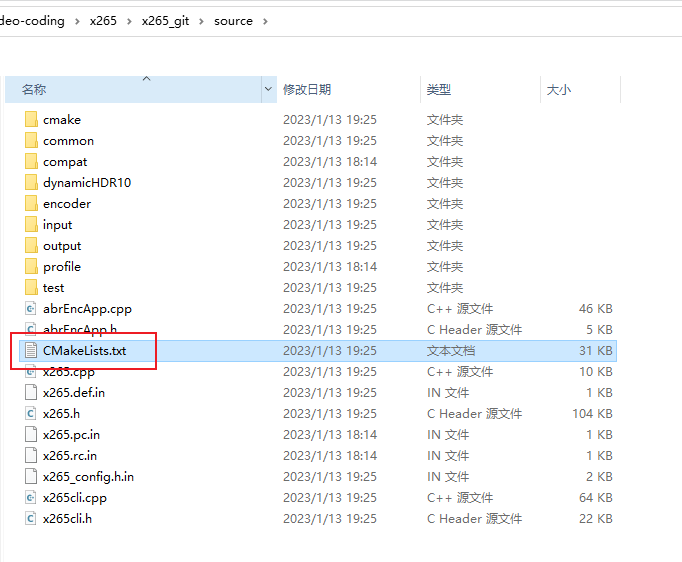 deo-coding > x265 > x265_git > source >
名称 修改日期 类型 大小
cmake 2023/1/13 19:25 文件夹
common 2023/1/13 19:25 文件夹
compat 2023/1/13 18:14 文件夹
dynamicHDR10 2023/1/13 19:25 文件夹
encoder 2023/1/13 19:25 文件夹
input 2023/1/13 19:25 文件夹
output 2023/1/13 19:25 文件夹
profile 2023/1/13 18:14 文件夹
test 2023/1/13 19:25 文件夹
abrEncApp.cpp 2023/1/13 19:25 C++ 源文件 46 KB
abrEncApp.h 2023/1/13 19:25 C Header 源文件 5 KB
CMakeLists.txt 2023/1/13 19:25 文本文档 31 KB
x265.cpp 2023/1/13 19:25 C++ 源文件 10 KB
x265.def.in 2023/1/13 19:25 IN 文件 1 KB
x265.h 2023/1/13 19:25 C Header 源文件 104 KB
x265.pc.in 2023/1/13 18:14 IN 文件 1 KB
x265.rc.in 2023/1/13 18:14 IN 文件 1 KB
x265_config.h.in 2023/1/13 19:25 IN 文件 2 KB
x265cli.cpp 2023/1/13 19:25 C++ 源文件 64 KB
x265cli.h 2023/1/13 19:25 C Header 源文件 22 KB